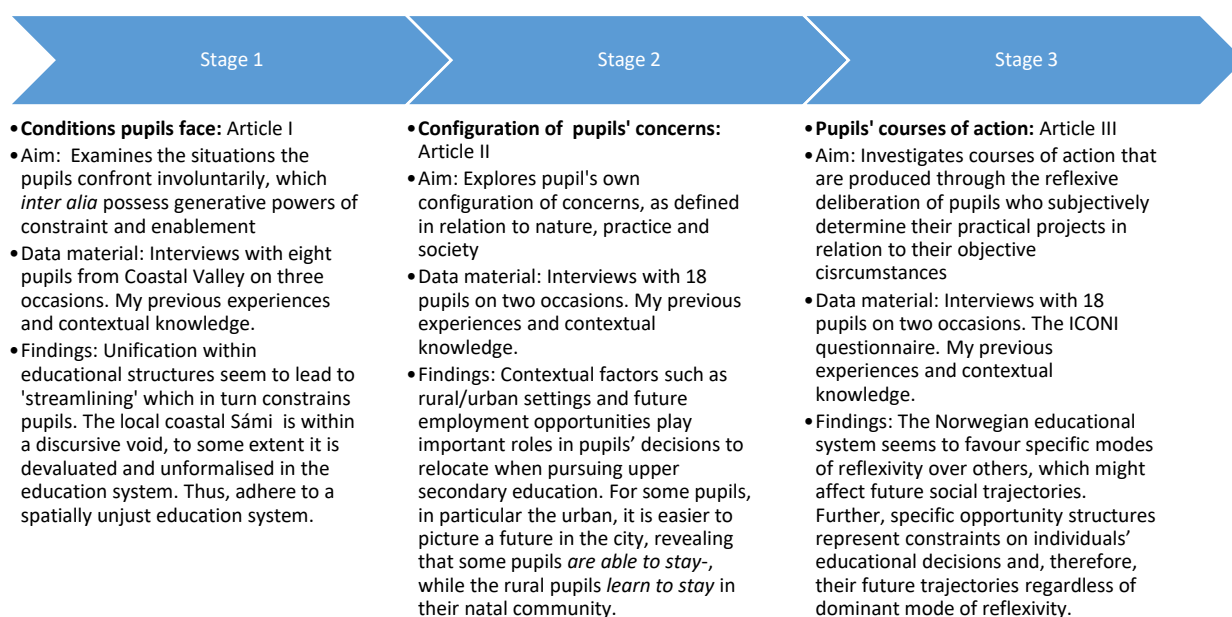 Stage 1
Stage 2
Stage 3
•Conditions pupils face: Article I
•Aim: Examines the situations the
pupils confront involuntarily, which
inter alia possess generative powers of
constraint and enablement
•Data material: Interviews with eight
pupils from Coastal Valley on three
occasions. My previous experiences
and contextual knowledge.
•Findings: Unification within
educational structures seem to lead to
'streamlining' which in turn constrains
pupils. The local coastal Sámi is within
a discursive void, to some extent it is
devaluated and unformalised in the
education system. Thus, adhere to a
spatially unjust education system.
•Configuration of pupils' concerns:
Article II
•Aim: Explores pupil's own
configuration of concerns, as defined
in relation to nature, practice and
society
•Data material: Interviews with 18
pupils on two occasions. My previous
experiences and contextual
knowledge.
•Findings: Contextual factors such as
rural/urban settings and future
employment opportunities play
important roles in pupils’ decisions to
relocate when pursuing upper
secondary education. For some pupils,
in particular the urban, it is easier to
picture a future in the city, revealing
that some pupils are able to stay-,
while the rural pupils learn to stay in
their natal community.
•Pupils' courses of action: Article III
•Aim: Investigates courses of action that
are produced through the reflexive
deliberation of pupils who subjectively
determine their practical projects in
relation to their objective
cisrcumstances
•Data material: Interviews with 18
pupils on two occasions. The ICONI
questionnaire. My previous
experiences and contextual
knowledge.
•Findings: The Norwegian educational
system seems to favour specific modes
of reflexivity over others, which might
affect future social trajectories.
Further, specific opportunity structures
represent constraints on individuals’
educational decisions and, therefore,
their future trajectories regardless of
dominant mode of reflexivity.